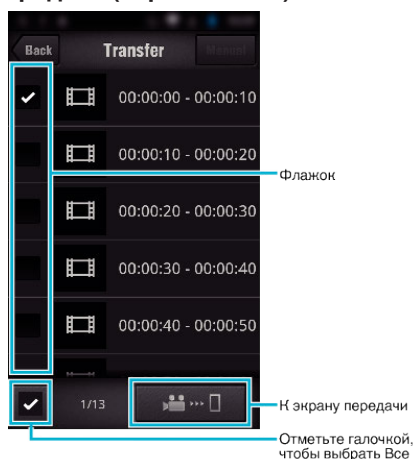 Back Transfer Manual
00:00:00 - 00:00:10
00:00:10 - 00:00:20
Флажок
00:00:20 - 00:00:30
00:00:30 - 00:00:40
00:00:40 - 00:00:50
1/13
К экрану передачи
Отметьте галочкой,
чтобы выбрать Все